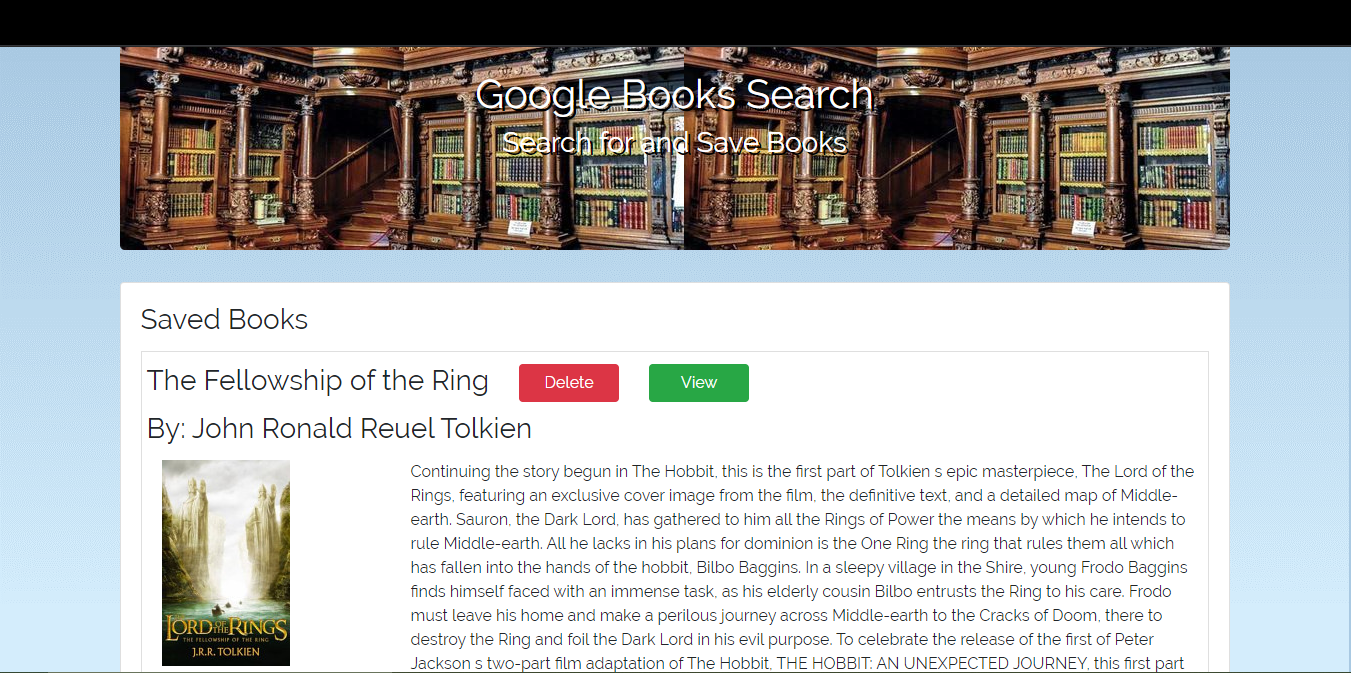 Google Books Search
Search for and Save Books
Saved Books
The Fellowship of the Ring
Delete
View
By: John Ronald Reuel Tolkien
LORD OF THE RINGS
THE FELLOWSHIP OF THE RING
J.R.R. TOLKIEN
Continuing the story begun in The Hobbit, this is the first part of Tolkien s epic masterpiece, The Lord of the
Rings, featuring an exclusive cover image from the film, the definitive text, and a detailed map of Middle-
earth. Sauron, the Dark Lord, has gathered to him all the Rings of Power the means by which he intends to
rule Middle-earth. All he lacks in his plans for dominion is the One Ring the ring that rules them all which
has fallen into the hands of the hobbit, Bilbo Baggins. In a sleepy village in the Shire, young Frodo Baggins
finds himself faced with an immense task, as his elderly cousin Bilbo entrusts the Ring to his care. Frodo
must leave his home and make a perilous journey across Middle-earth to the Cracks of Doom, there to
destroy the Ring and foil the Dark Lord in his evil purpose. To celebrate the release of the first of Peter
Jackson s two-part film adaptation of The Hobbit, THE HOBBIT: AN UNEXPECTED JOURNEY, this first part